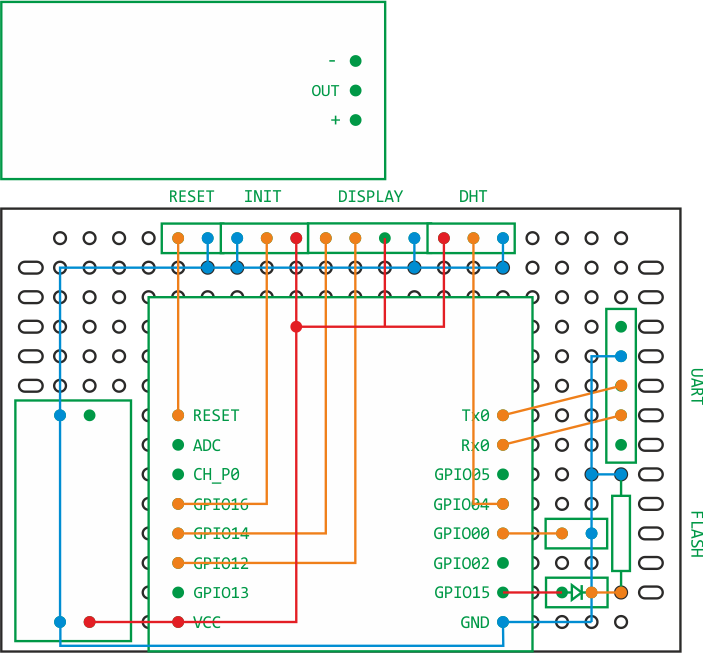 -
OUT
+
RESET INIT DISPLAY DHT
UART
RESET Tx0
ADC Rx0
CH_P0 GPIO05
GPIO16 GPIO04
GPIO14 GPIO00
GPIO12 GPIO02
GPIO13 GPIO15
VCC GND
FLASH